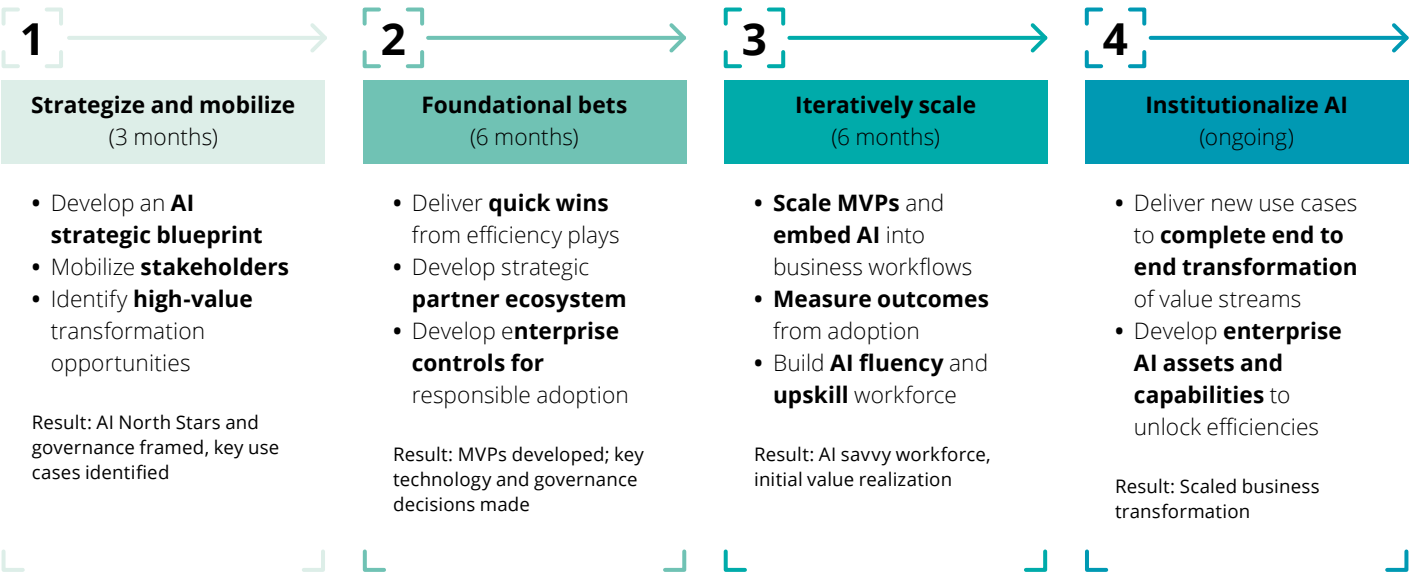 1
Strategize and mobilize
(3 months)
• Develop an AI
strategic blueprint
• Mobilize stakeholders
• Identify high-value
transformation
opportunities
Result: AI North Stars and
governance framed, key use
cases identified
2
Foundational bets
(6 months)
• Deliver quick wins
from efficiency plays
• Develop strategic
partner ecosystem
• Develop enterprise
controls for
responsible adoption
Result: MVPs developed; key
technology and governance
decisions made
3
Iteratively scale
(6 months)
• Scale MVPs and
embed AI into
business workflows
• Measure outcomes
from adoption
• Build AI fluency and
upskill workforce
Result: AI savvy workforce,
initial value realization
4
Institutionalize AI
(ongoing)
• Deliver new use cases
to complete end to
end transformation
of value streams
• Develop enterprise
AI assets and
capabilities to
unlock efficiencies
Result: Scaled business
transformation